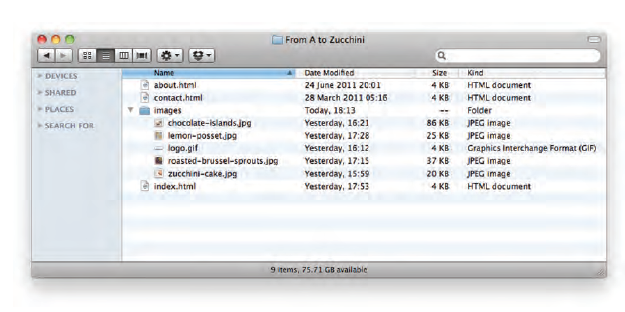 From A to Zucchini
DEVICES
SHARED
PLACES
SEARCH FOR
Name Date Modified Size Kind
about.html 24 June 2011 20:01 4 KB HTML document
contact.html 28 March 2011 05:16 4 KB HTML document
images Today, 18:13 -- Folder
chocolate-islands.jpg Yesterday, 16:21 86 KB JPEG image
lemon-posset.jpg Yesterday, 17:28 25 KB JPEG image
logo.gif Yesterday, 16:12 4 KB Graphics Interchange Format (GIF)
roasted-brussel-sprouts.jpg Yesterday, 17:15 37 KB JPEG image
zucchini-cake.jpg Yesterday, 15:59 20 KB JPEG image
index.html Yesterday, 17:53 4 KB HTML document
9 items, 75.71 GB available